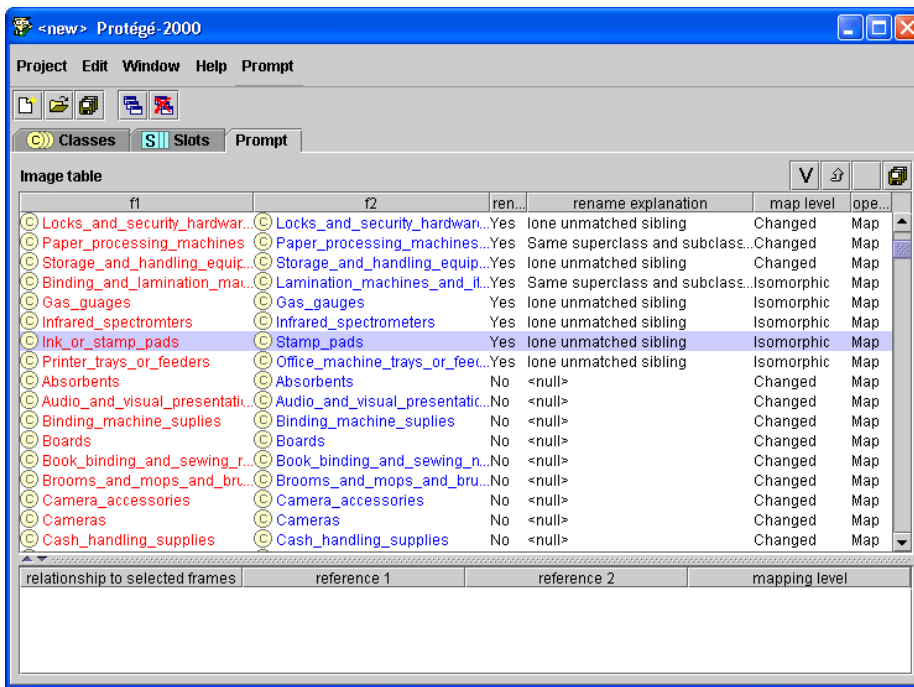 <new> Protégé-2000
Project Edit Window Help Prompt
C Classes S Slots Prompt
Image table V
f1 f2 ren... rename explanation map level ope...
C Locks_and_security_hardwar... C Locks_and_security_hardwar... Yes lone unmatched sibling Changed Map
C Paper_processing_machines C Paper_processing_machines... Yes Same superclass and subclass... Changed Map
C Storage_and_handling_equip... C Storage_and_handling_equip... Yes lone unmatched sibling Changed Map
C Binding_and_lamination_ma... C Lamination_machines_and_it... Yes Same superclass and subclass... Isomorphic Map
C Gas_guages C Gas_gauges Yes lone unmatched sibling Isomorphic Map
C Infrared_spectromters C Infrared_spectrometers Yes lone unmatched sibling Isomorphic Map
C Ink_or_stamp_pads C Stamp_pads Yes lone unmatched sibling Isomorphic Map
C Printer_trays_or_feeders C Office_machine_trays_or_feec... Yes lone unmatched sibling Isomorphic Map
C Absorbents C Absorbents No <null> Changed Map
C Audio_and_visual_presentati... C Audio_and_visual_presentatic... No <null> Changed Map
C Binding_machine_suplies C Binding_machine_suplies No <null> Changed Map
C Boards C Boards No <null> Changed Map
C Book_binding_and_sewing_r... C Book_binding_and_sewing_n... No <null> Changed Map
C Brooms_and_mops_and_bru... C Brooms_and_mops_and_bru... No <null> Changed Map
C Camera_accessories C Camera_accessories No <null> Changed Map
C Cameras C Cameras No <null> Changed Map
C Cash_handling_supplies C Cash_handling_supplies No <null> Changed Map
relationship to selected frames reference 1 reference 2 mapping level